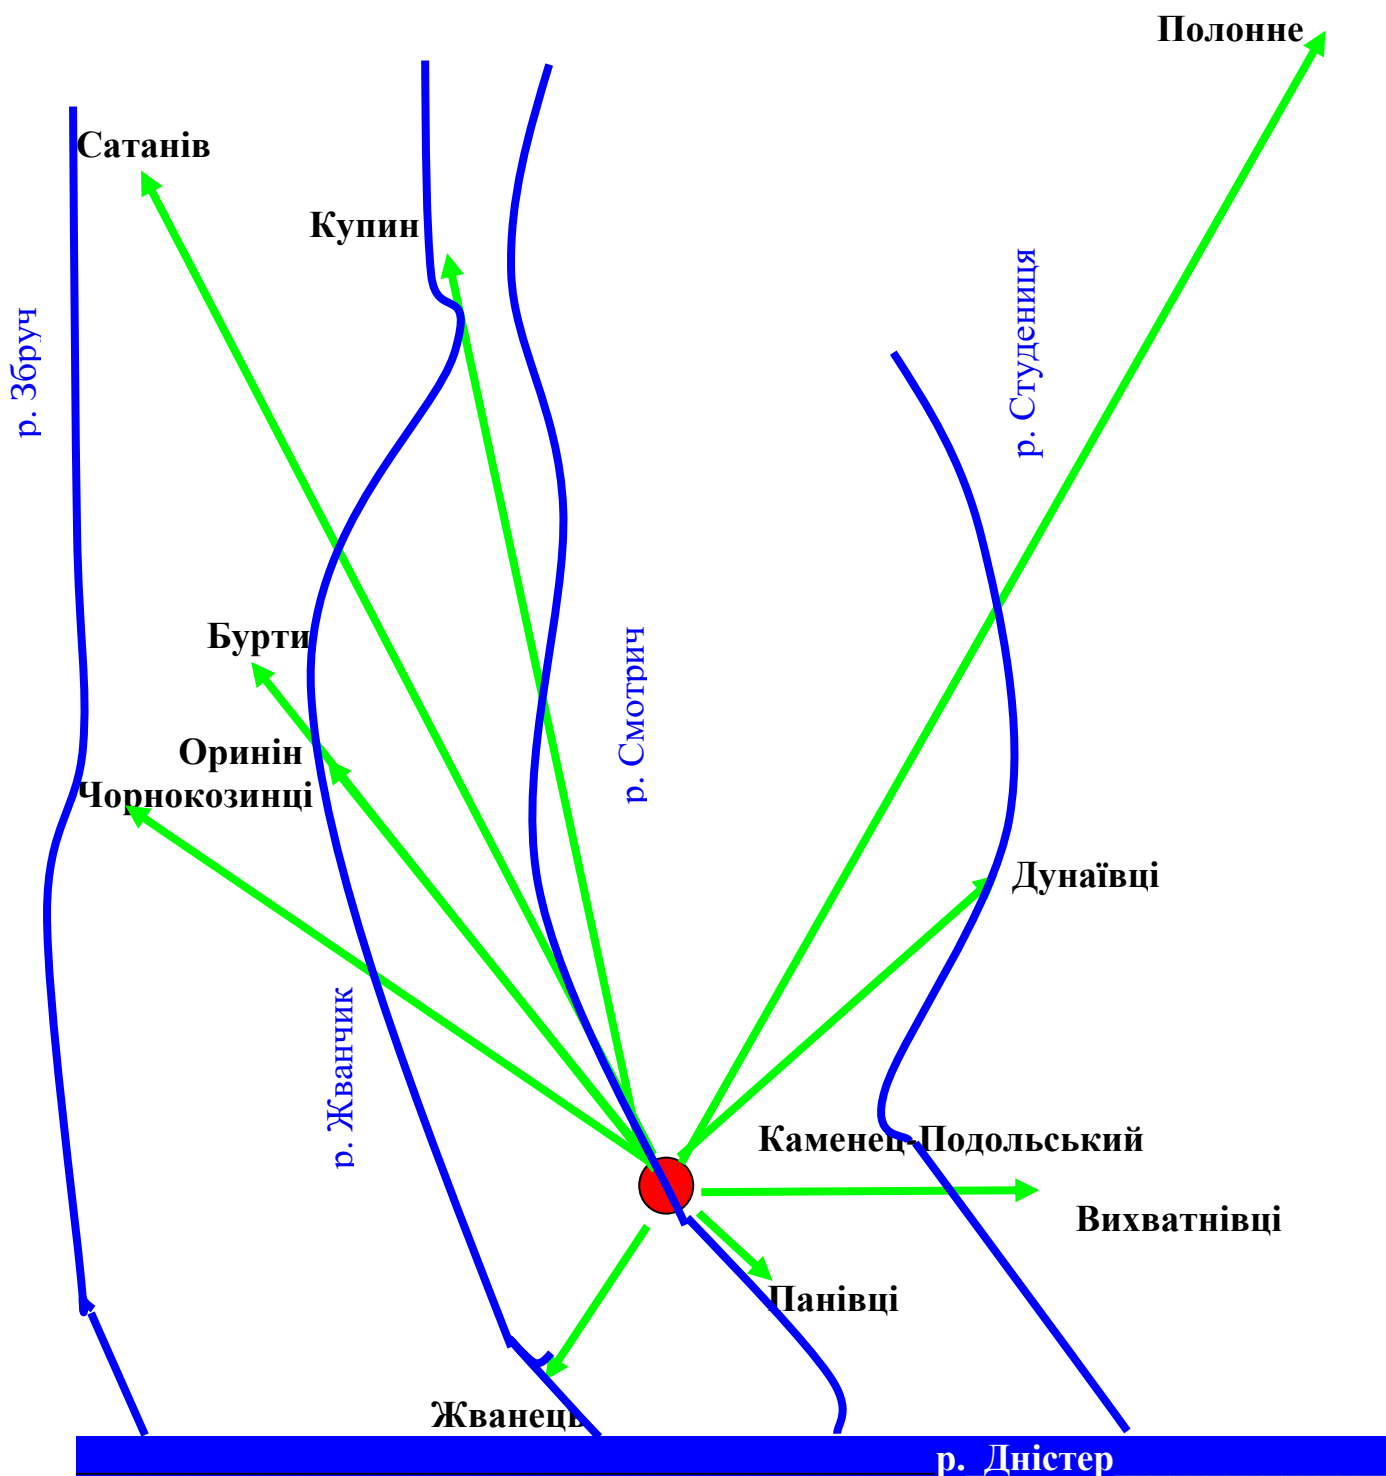 Полонне
Сатанів
Купин
р. Збруч
р. Студениця
Бурти
р. Смотрич
Оринін
Чорнокозинці
Дунаївці
р. Жванчик
Каменец-Подольський
Вихватнівці
Панівці
Жванець
р. Дністер